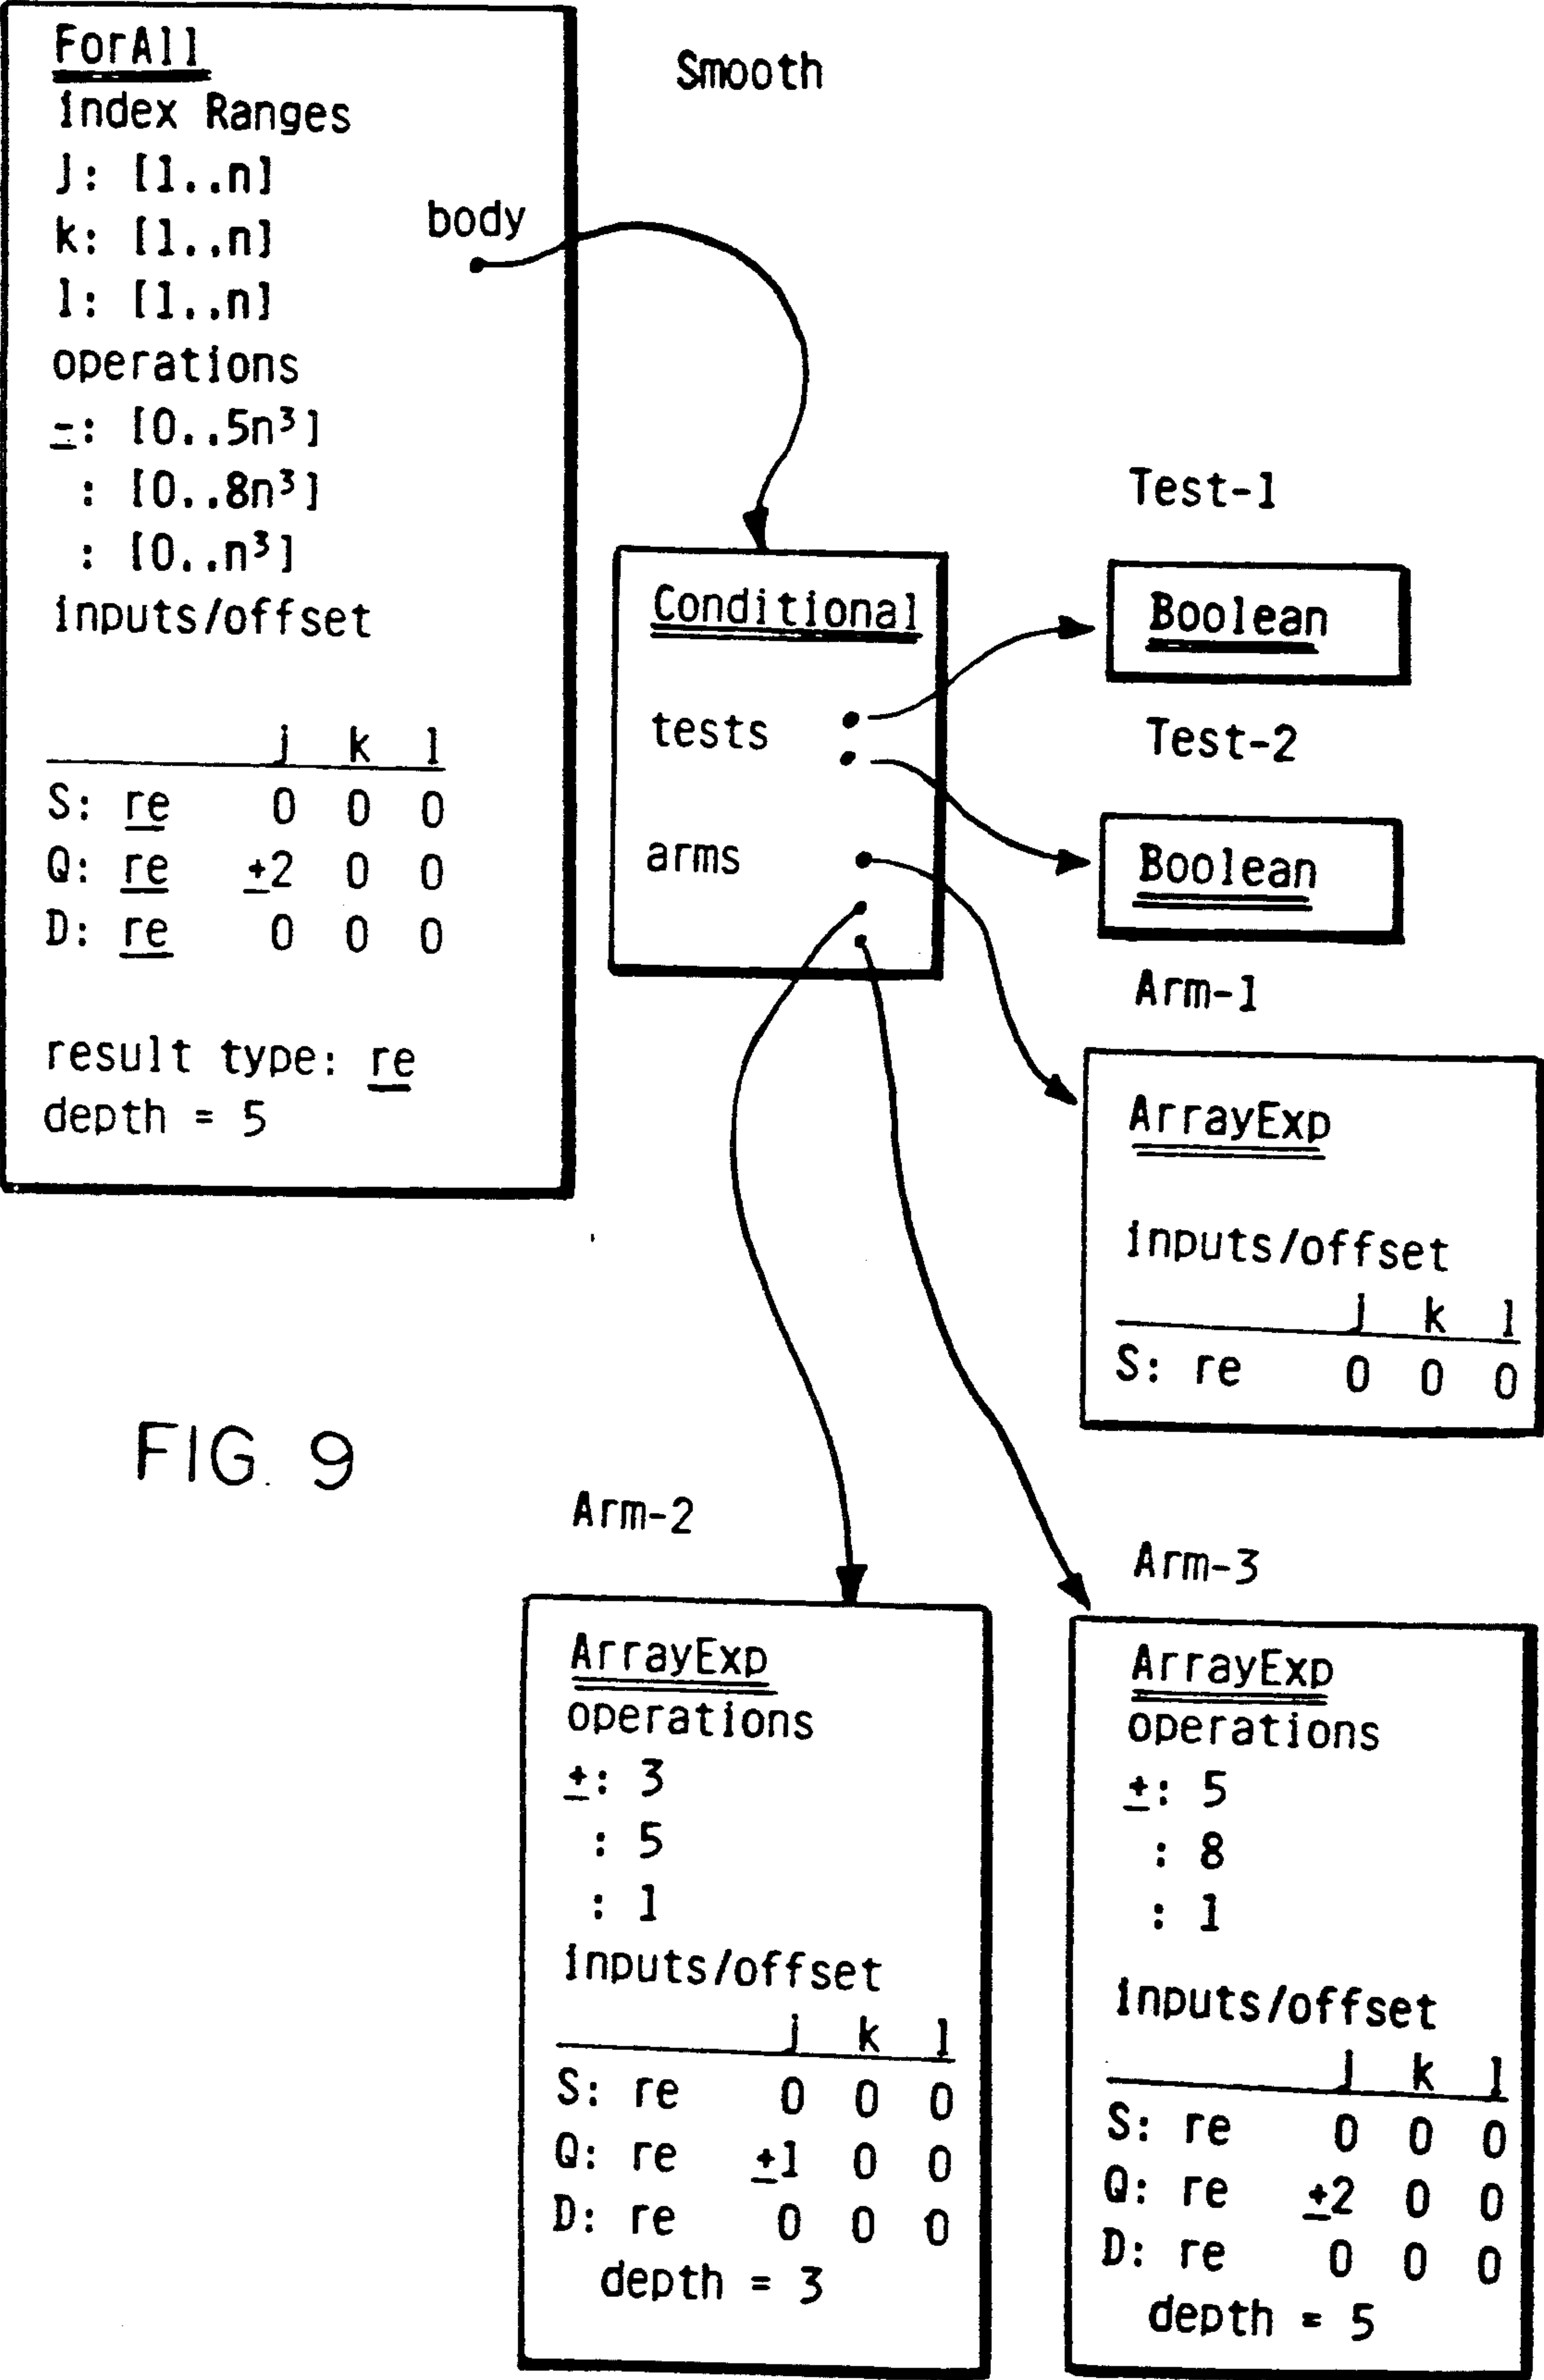 ForAll
index Ranges
j: [1..n]
k: [1..n]
l: [1..n]
body
operations
-: [0..5n³]
: [0..8n³]
: [0..n³]
inputs/offset
j k l
S: re 0 0 0
Q: re ±2 0 0
D: re 0 0 0
result type: re
depth = 5
Smooth
Conditional
tests
arms
Test-1
Boolean
Test-2
Boolean
Arm-1
ArrayExp
inputs/offset
j k l
S: re 0 0 0
FIG. 9
Arm-2
ArrayExp
operations
±: 3
: 5
: 1
inputs/offset
j k l
S: re 0 0 0
Q: re ±1 0 0
D: re 0 0 0
depth = 3
Arm-3
ArrayExp
operations
±: 5
: 8
: 1
inputs/offset
j k l
S: re 0 0 0
Q: re ±2 0 0
D: re 0 0 0
depth = 5